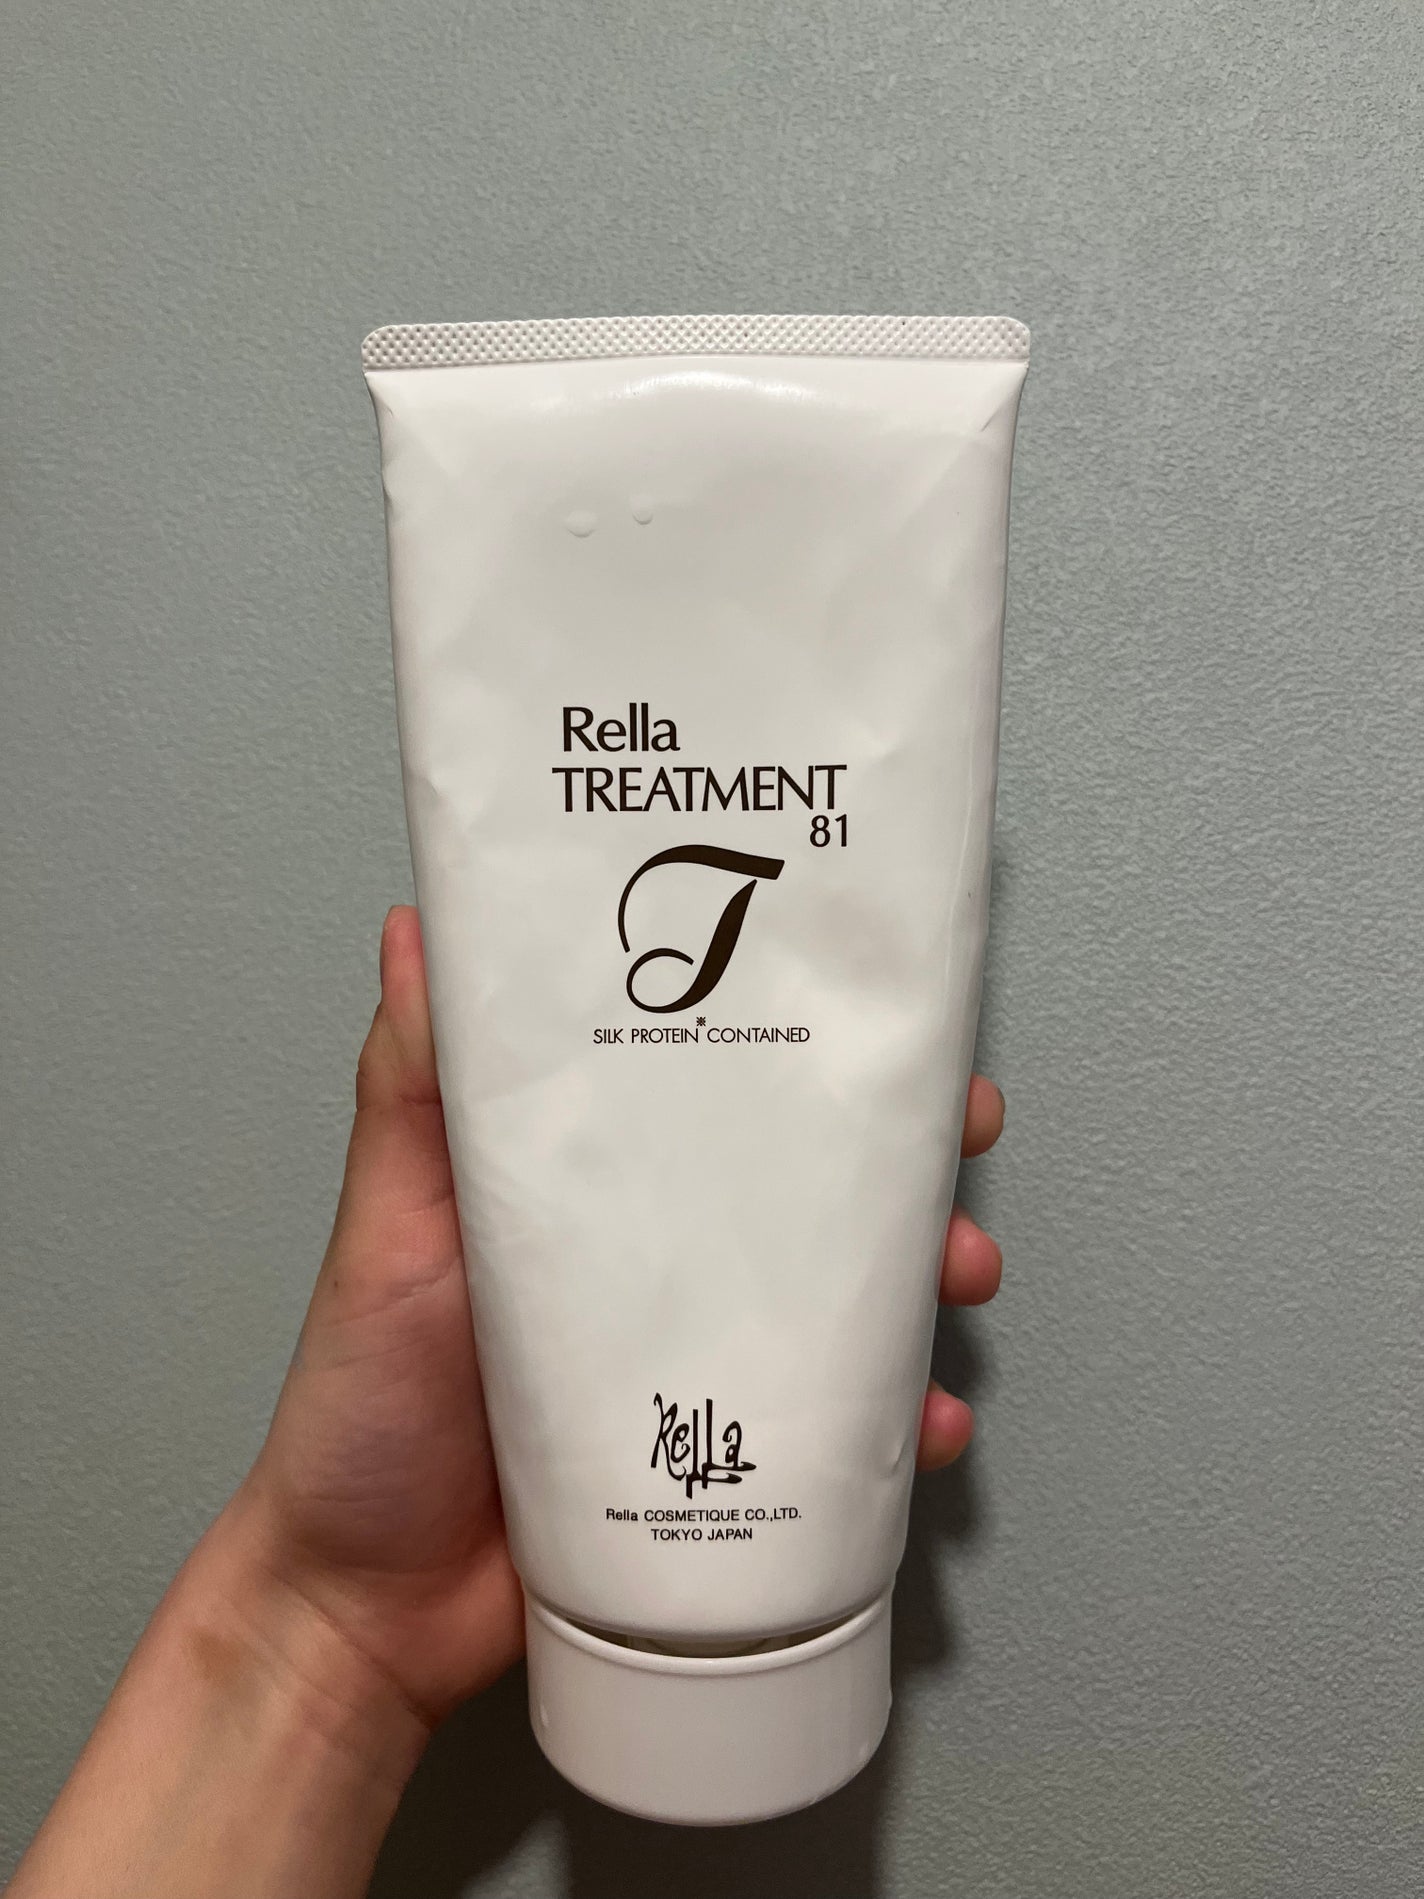 Rella
TREATMENT
81
T
SILK PROTEIN※CONTAINED
Rella
Rella COSMETIQUE CO.,LTD.
TOKYO JAPAN